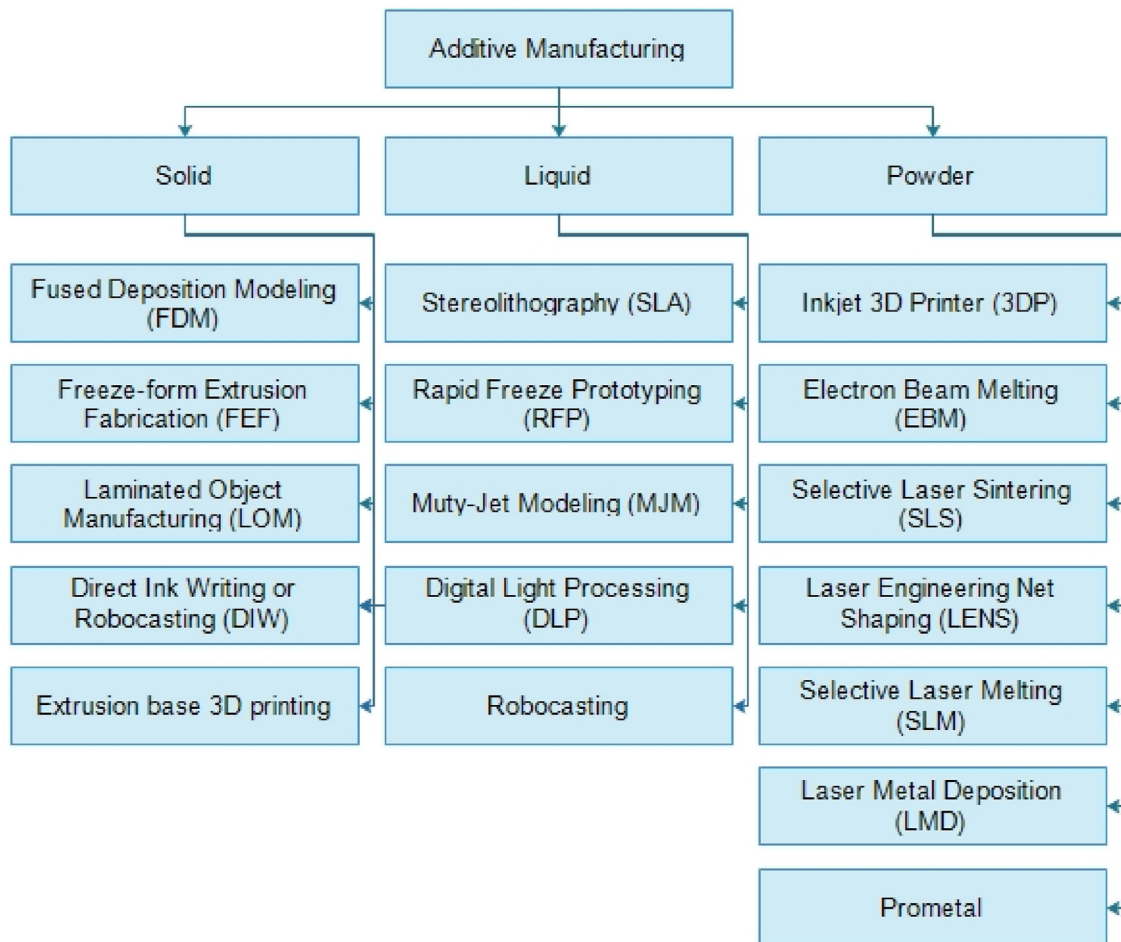 Additive Manufacturing
Solid
Liquid
Powder
Fused Deposition Modeling
(FDM)
Stereolithography (SLA)
Inkjet 3D Printer (3DP)
Freeze-form Extrusion
Fabrication (FEF)
Rapid Freeze Prototyping
(RFP)
Electron Beam Melting
(EBM)
Laminated Object
Manufacturing (LOM)
Muty-Jet Modeling (MJM)
Selective Laser Sintering
(SLS)
Direct Ink Writing or
Robocasting (DIW)
Digital Light Processing
(DLP)
Laser Engineering Net
Shaping (LENS)
Extrusion base 3D printing
Robocasting
Selective Laser Melting
(SLM)
Laser Metal Deposition
(LMD)
Prometal